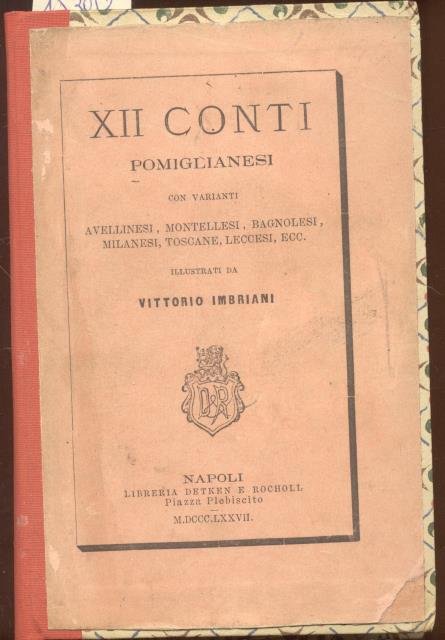 XII CONTI
POMIGLIANESI
CON VARIANTI
AVELLINESI, MONTELLESI, BAGNOLESI,
MILANESI, TOSCANE, LECCESI, ECC.
ILLUSTRATI DA
VITTORIO IMBRIANI
D&R
NAPOLI
LIBRERIA DETKEN E ROCHOLL
Piazza Plebiscito
M.DCCC.LXXVII.